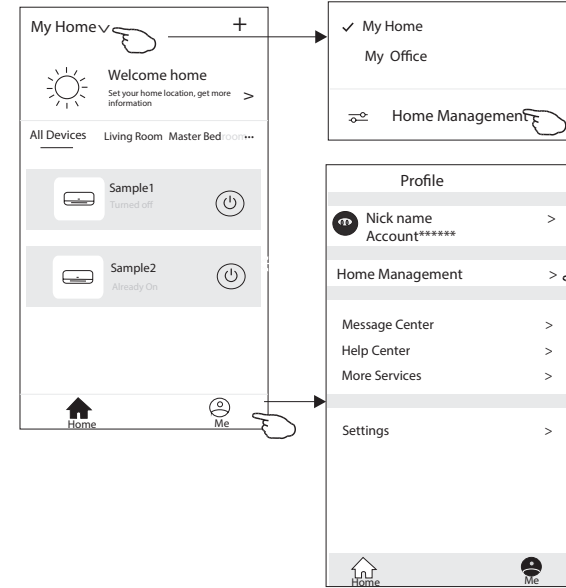 My Home
+
Welcome home
Set your home location, get more
information
>
All Devices Living Room Master Bedroom...
Sample1
Turned off
Sample2
Already On
Home
Me
✓ My Home
My Office
Home Management
Profile
Nick name >
Account******
Home Management >
Message Center >
Help Center >
More Services >
Settings >
Home
Me